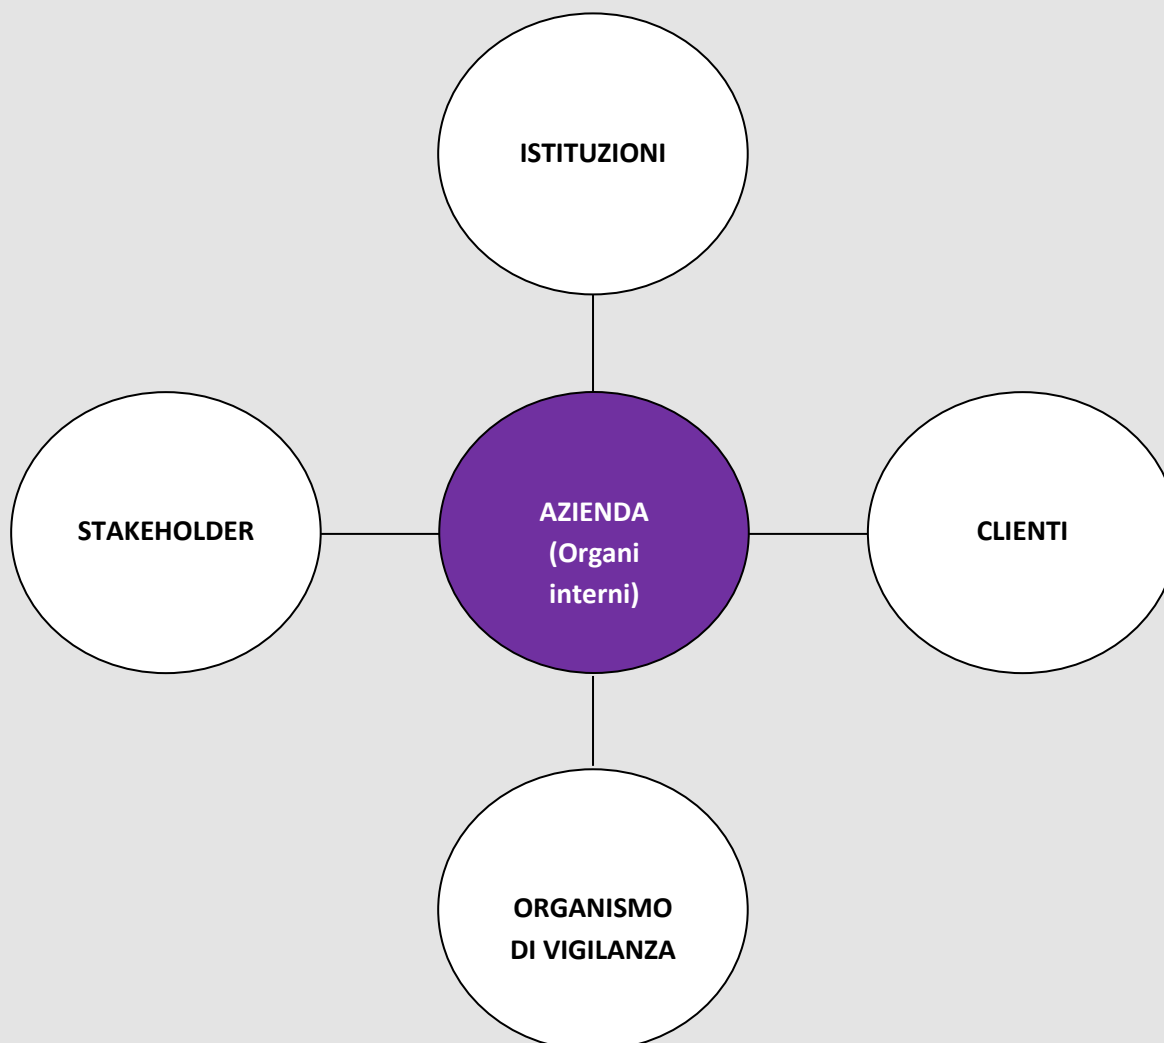 ISTITUZIONI
STAKEHOLDER
AZIENDA
(Organi
interni)
CLIENTI
ORGANISMO
DI VIGILANZA